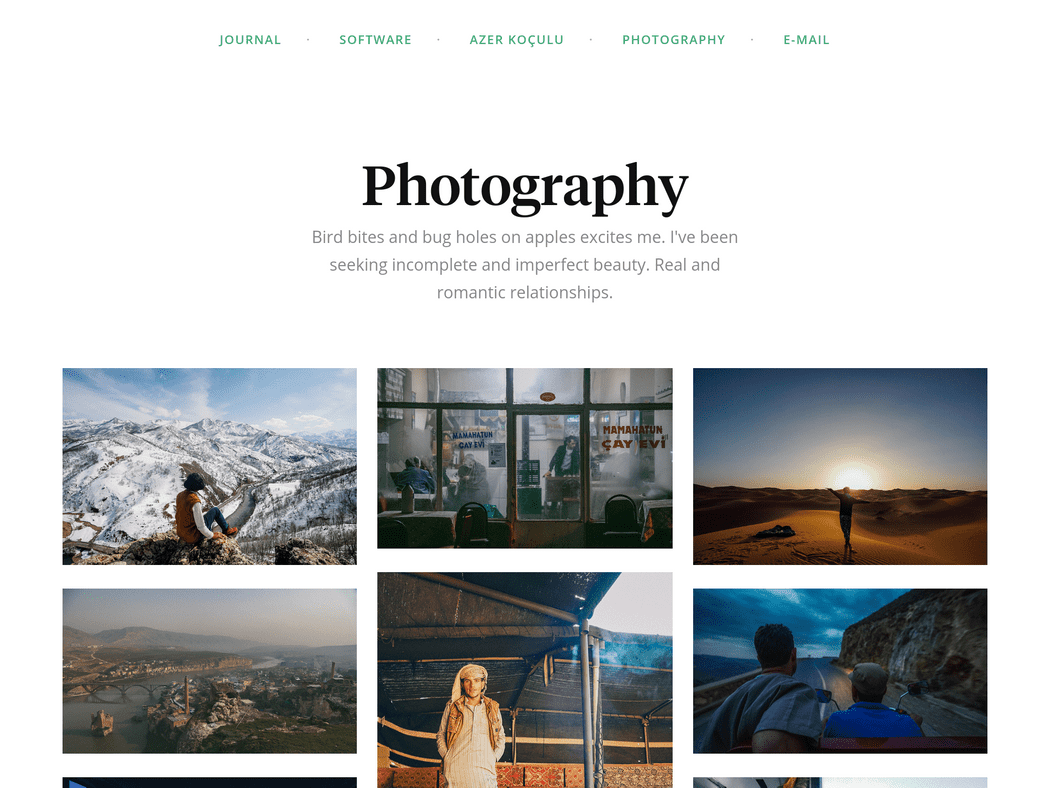 JOURNAL · SOFTWARE · AZER KOÇULU · PHOTOGRAPHY · E-MAIL
Photography
Bird bites and bug holes on apples excites me. I've been
seeking incomplete and imperfect beauty. Real and
romantic relationships.
MAMAHATUN
ÇAY EVİ
MAMAHATUN
ÇAY EVİ